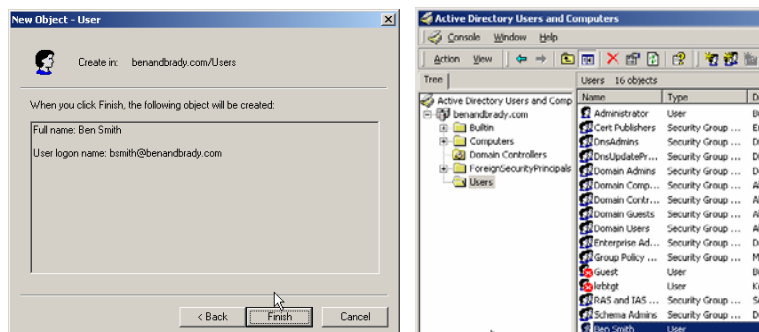 New Object - User
Create in: benandbrady.com/Users
When you click Finish, the following object will be created:
Full name: Ben Smith
User logon name: bsmith@benandbrady.com
< Back Finish Cancel
Active Directory Users and Computers
Console Window Help
Action View
Tree
Active Directory Users and Comp
benandbrady.com
Builtin
Computers
Domain Controllers
ForeignSecurityPrincipals
Users
Users 16 objects
Name Type D
Administrator User
Cert Publishers Security Group ...
DnsAdmins Security Group ...
DnsUpdatePr... Security Group ...
Domain Admins Security Group ...
Domain Comp... Security Group ...
Domain Contr... Security Group ...
Domain Guests Security Group ...
Domain Users Security Group ...
Enterprise Ad... Security Group ...
Group Policy ... Security Group ...
Guest User
krbtgt User
RAS and IAS ... Security Group ...
Schema Admins Security Group ...
Ben Smith User